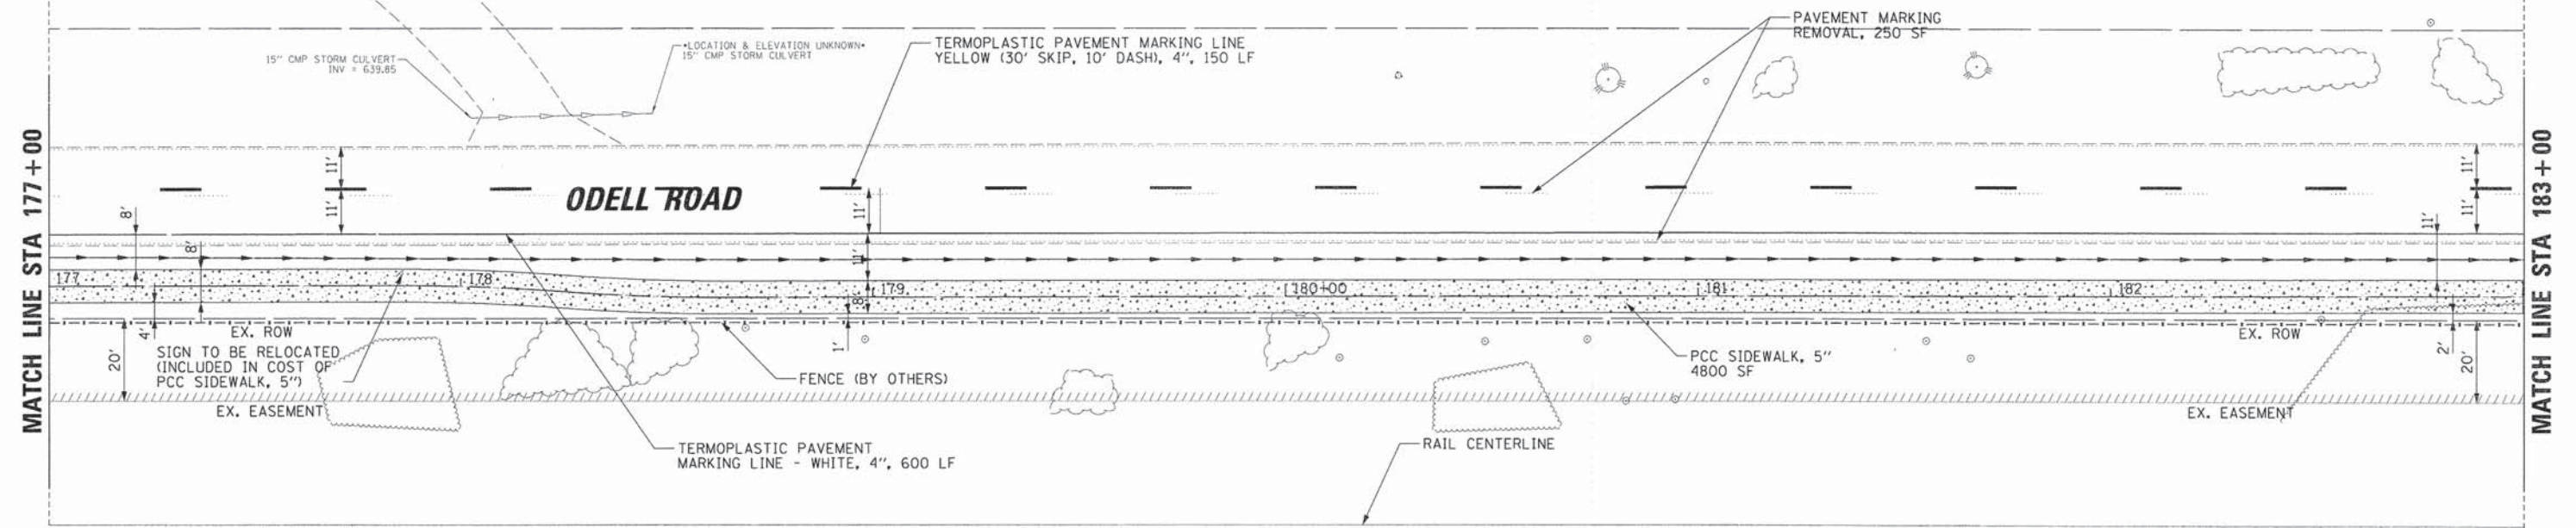 MATCH LINE STA 177+00
15" CMP STORM CULVERT
INV = 639.85
*LOCATION & ELEVATION UNKNOWN*
15" CMP STORM CULVERT
TERMOPLASTIC PAVEMENT MARKING LINE
YELLOW (30' SKIP, 10' DASH), 4", 150 LF
PAVEMENT MARKING
REMOVAL, 250 SF
11'
11'
ODELL ROAD
11'
11'
11'
8'
8'
11'
11'
177
178
8'
179
180+00
181
182
4'
20'
EX. ROW
SIGN TO BE RELOCATED
(INCLUDED IN COST OF
PCC SIDEWALK, 5")
EX. EASEMENT
1'
FENCE (BY OTHERS)
PCC SIDEWALK, 5"
4800 SF
EX. ROW
2'
20'
EX. EASEMENT
TERMOPLASTIC PAVEMENT
MARKING LINE - WHITE, 4", 600 LF
RAIL CENTERLINE
MATCH LINE STA 183+00